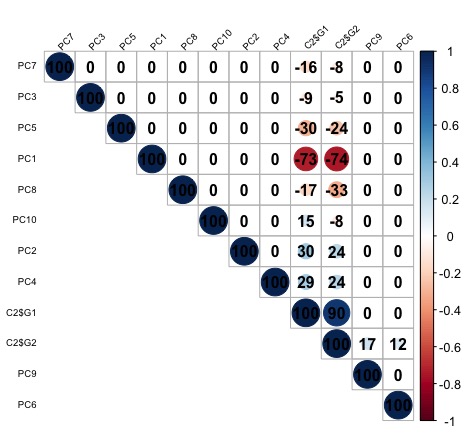 PC7 PC3 PC5 PC1 PC8 PC10 PC2 PC4 C2$G1 C2$G2 PC9 PC6
PC7 100 0 0 0 0 0 0 0 -16 -8 0 0
PC3 100 0 0 0 0 0 0 -9 -5 0 0
PC5 100 0 0 0 0 0 -30 -24 0 0
PC1 100 0 0 0 0 -73 -74 0 0
PC8 100 0 0 0 -17 -33 0 0
PC10 100 0 0 15 -8 0 0
PC2 100 0 30 24 0 0
PC4 100 29 24 0 0
C2$G1 100 90 0 0
C2$G2 100 17 12
PC9 100 0
PC6 100
1
0.8
0.6
0.4
0.2
0
-0.2
-0.4
-0.6
-0.8
-1